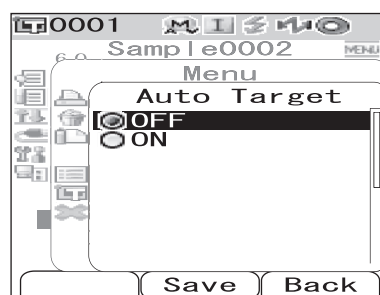 0001
Sample0002 MENU
Menu
Auto Target
OFF
ON
Save Back